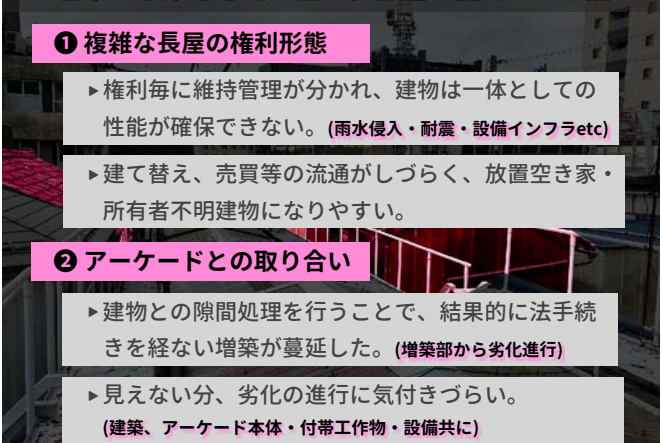 ❶ 複雑な長屋の権利形態
▶権利毎に維持管理が分かれ、建物は一体としての
性能が確保できない。(雨水侵入・耐震・設備インフラetc)
▶建て替え、売買等の流通がしづらく、放置空き家・
所有者不明建物になりやすい。
❷ アーケードとの取り合い
▶建物との隙間処理を行うことで、結果的に法手続
きを経ない増築が蔓延した。(増築部から劣化進行)
▶見えない分、劣化の進行に気付きづらい。
(建築、アーケード本体・付帯工作物・設備共に)